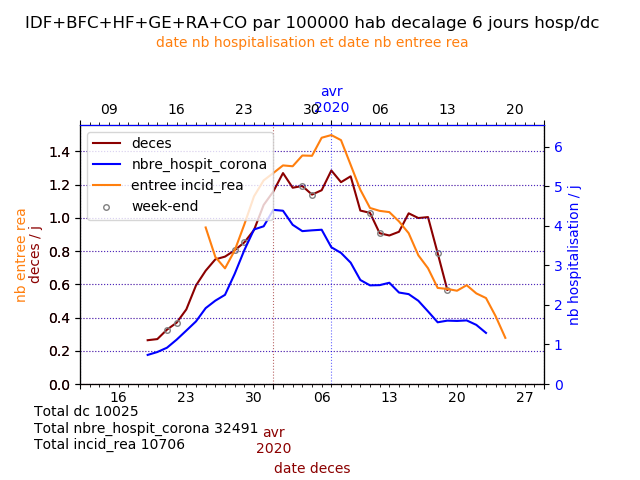 IDF+BFC+HF+GE+RA+CO par 100000 hab decalage 6 jours hosp/dc
date nb hospitalisation et date nb entree rea
avr
2020
09 16 23 30 06 13 20
deces
nbre_hospit_corona
entree incid_rea
week-end
nb entree rea
deces / j
1.4
1.2
1.0
0.8
0.6
0.4
0.2
0.0
6
5
4
3
2
1
0
nb hospitalisation / j
16 23 30 06 13 20 27
avr
2020
date deces
Total dc 10025
Total nbre_hospit_corona 32491
Total incid_rea 10706